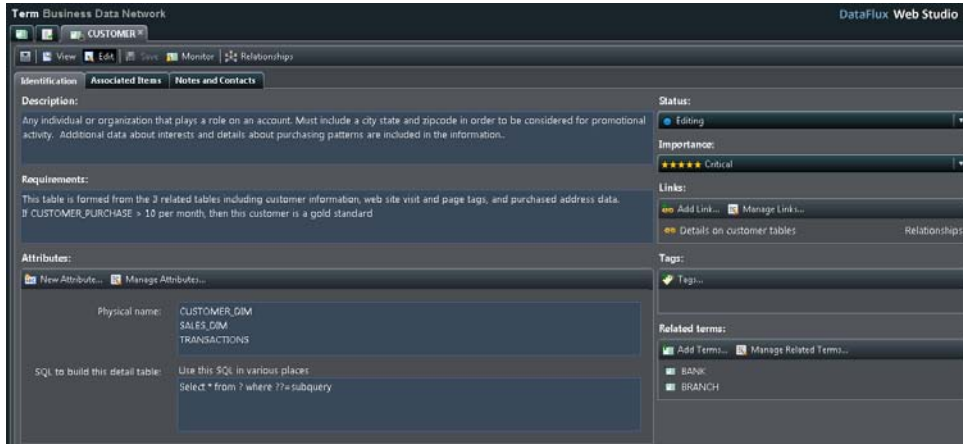 Term Business Data Network
DataFlux Web Studio
CUSTOMER
View Edit Save Monitor Relationships
Identification Associated Items Notes and Contacts
Description:
Any individual or organization that plays a role on an account. Must include a city state and zipcode in order to be considered for promotional
activity. Additional data about interests and details about purchasing patterns are included in the information..
Requirements:
This table is formed from the 3 related tables including customer information, web site visit and page tags, and purchased address data.
If CUSTOMER_PURCHASE > 10 per month, then this customer is a gold standard
Attributes:
New Attribute... Manage Attributes...
Physical name:
CUSTOMER_DIM
SALES_DIM
TRANSACTIONS
SQL to build this detail table:
Use this SQL in various places
Select * from ? where ??=subquery
Status:
Editing
Importance:
Critical
Links:
Add Link... Manage Links...
Details on customer tables Relationships
Tags:
Tags...
Related terms:
Add Terms... Manage Related Terms...
BANK
BRANCH